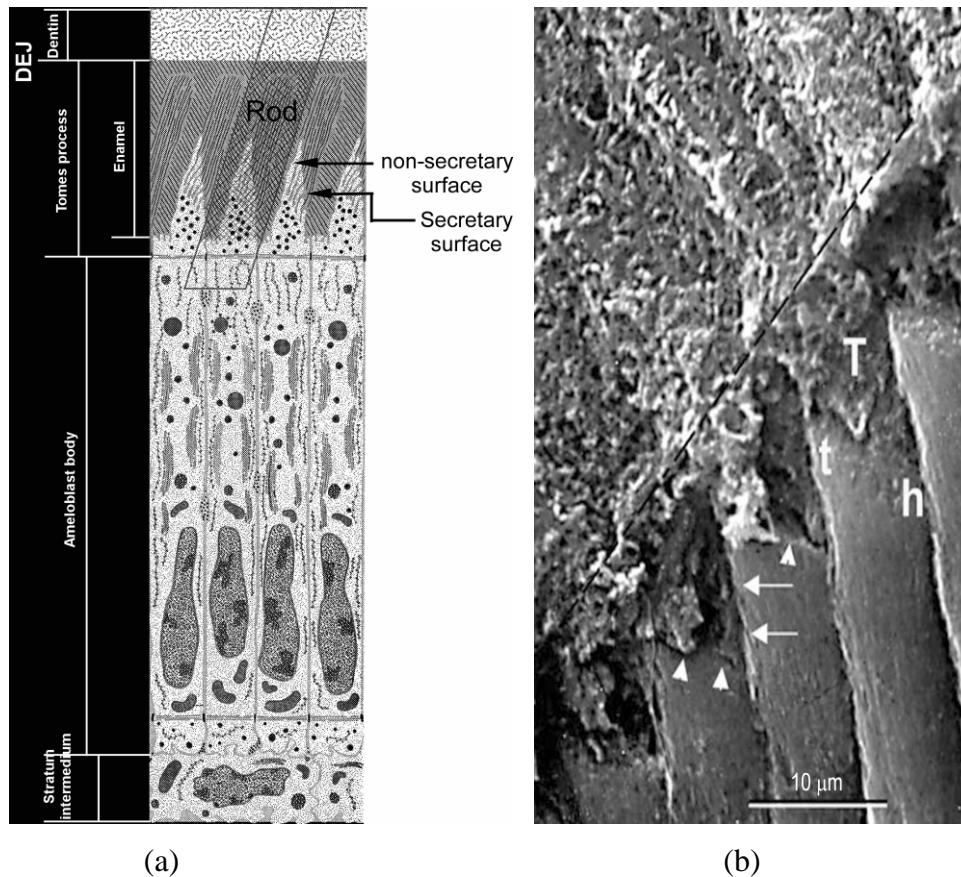 DEJ
Dentin
Tomes process
Enamel
Rod
non-secretary
surface
Secretary
surface
Ameloblast body
Stratum
intermedium
T
t
h
10 μm
(a)
(b)